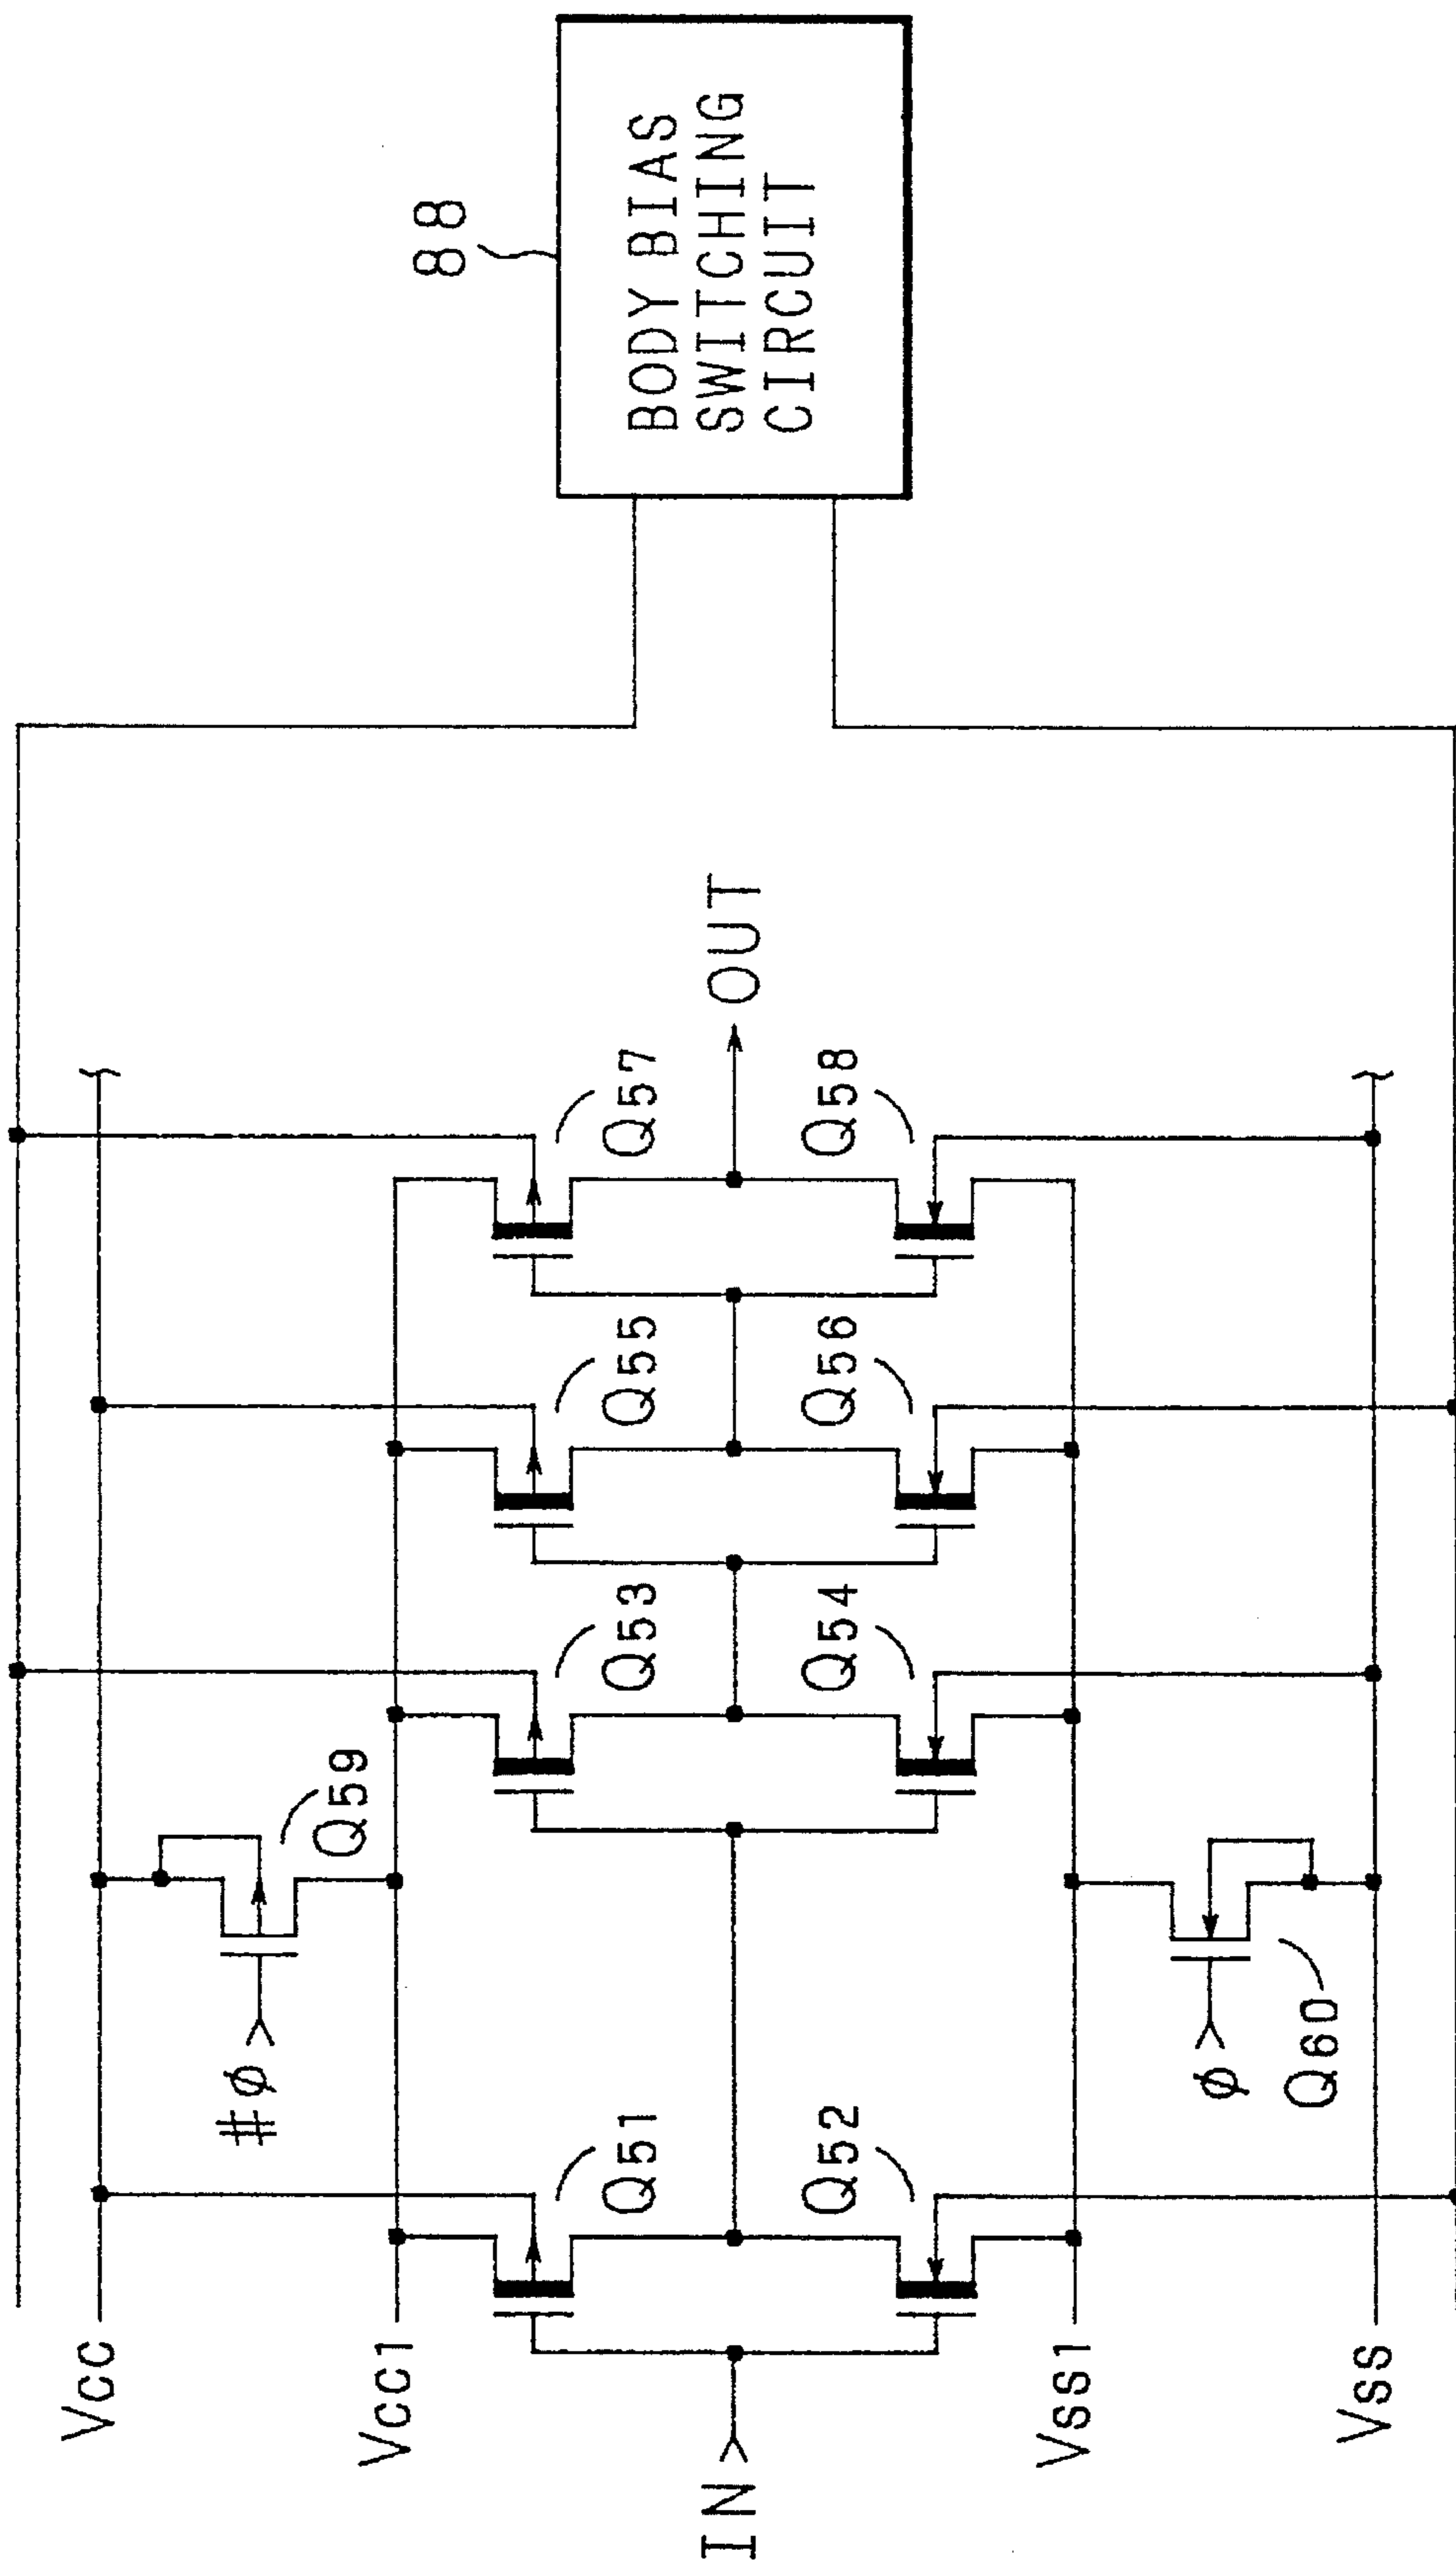 88
BODY BIAS
SWITCHING
CIRCUIT
Vcc
#φ
Q59
Vcc1
Q51
Q53
Q55
Q57
IN
OUT
Q52
Q54
Q56
Q58
Vss1
φ
Q60
Vss